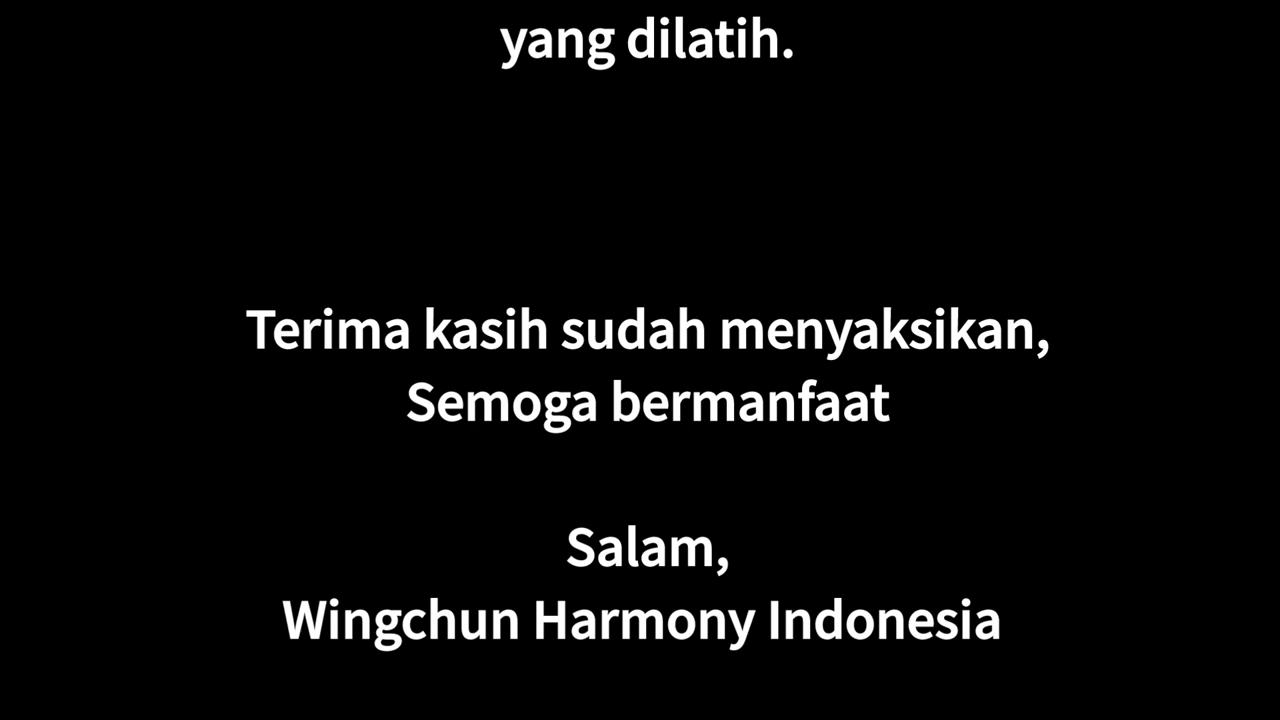 yang dilatih.
Terima kasih sudah menyaksikan,
Semoga bermanfaat
Salam,
Wingchun Harmony Indonesia